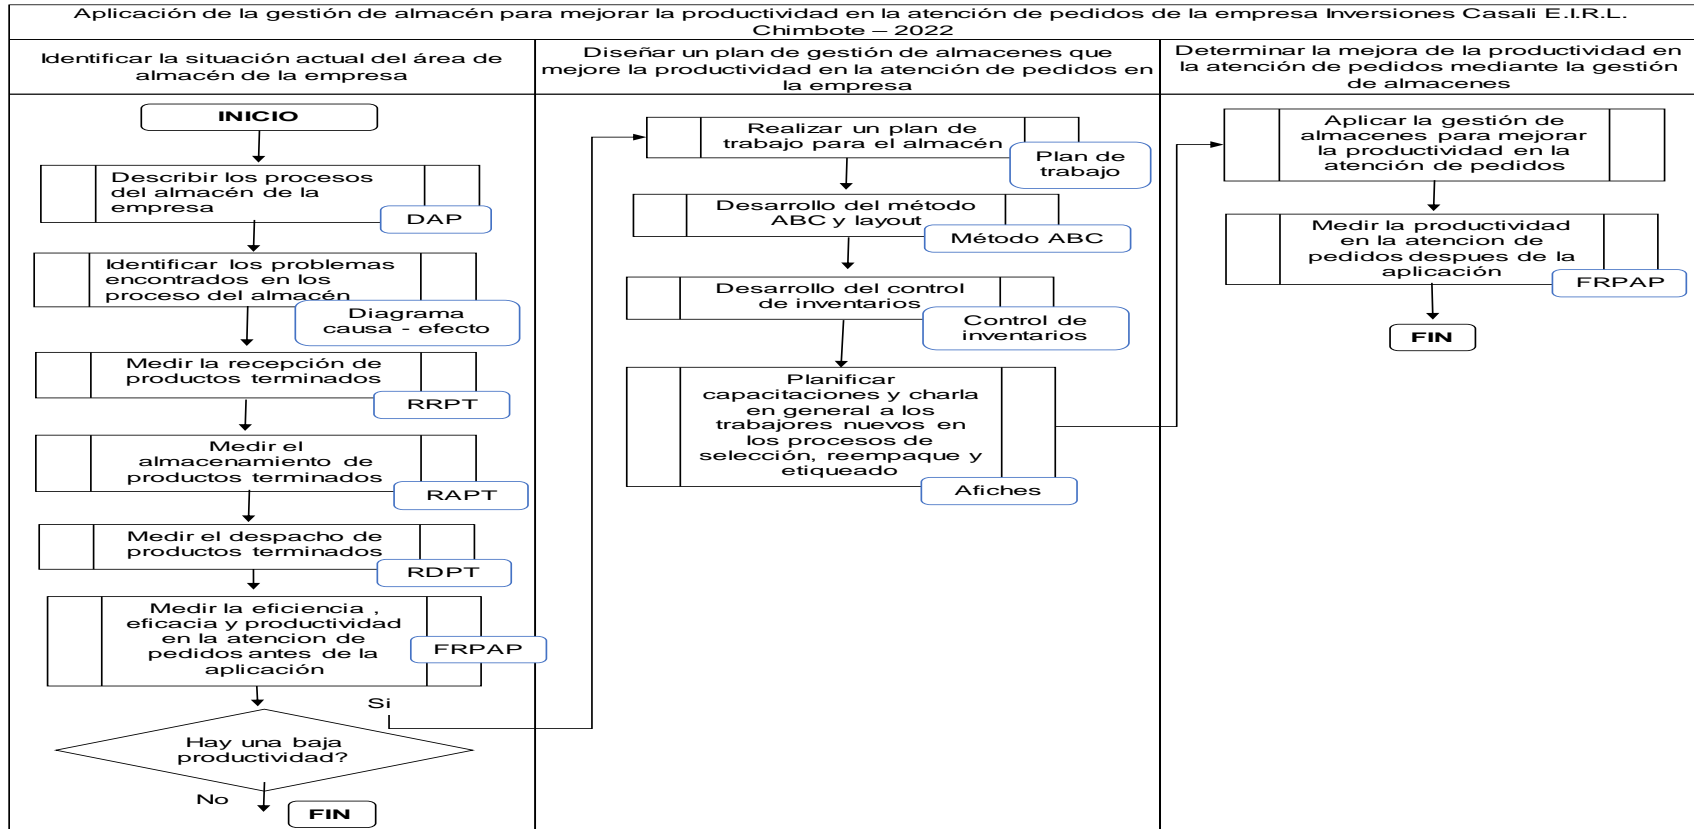 Aplicación de la gestión de almacén para mejorar la productividad en la atención de pedidos de la empresa Inversiones Casali E.I.R.L.
Chimbote – 2022
Identificar la situación actual del área de
almacén de la empresa
Diseñar un plan de gestión de almacenes que
mejore la productividad en la atención de pedidos en
la empresa
Determinar la mejora de la productividad en
la atención de pedidos mediante la gestión
de almacenes
INICIO
Describir los procesos
del almacén de la
empresa
DAP
Identificar los problemas
encontrados en los
proceso del almacén
Diagrama
causa - efecto
Medir la recepción de
productos terminados
RRPT
Medir el
almacenamiento de
productos terminados
RAPT
Medir el despacho de
productos terminados
RDPT
Medir la eficiencia ,
eficacia y productividad
en la atencion de
pedidos antes de la
aplicación
FRPAP
Si
Hay una baja
productividad?
No
FIN
Realizar un plan de
trabajo para el almacén
Plan de
trabajo
Desarrollo del método
ABC y layout
Método ABC
Desarrollo del control
de inventarios
Control de
inventarios
Planificar
capacitaciones y charla
en general a los
trabajores nuevos en
los procesos de
selección, reempaque y
etiqueado
Afiches
Aplicar la gestión de
almacenes para mejorar
la productividad en la
atención de pedidos
Medir la productividad
en la atencion de
pedidos despues de la
aplicación
FRPAP
FIN